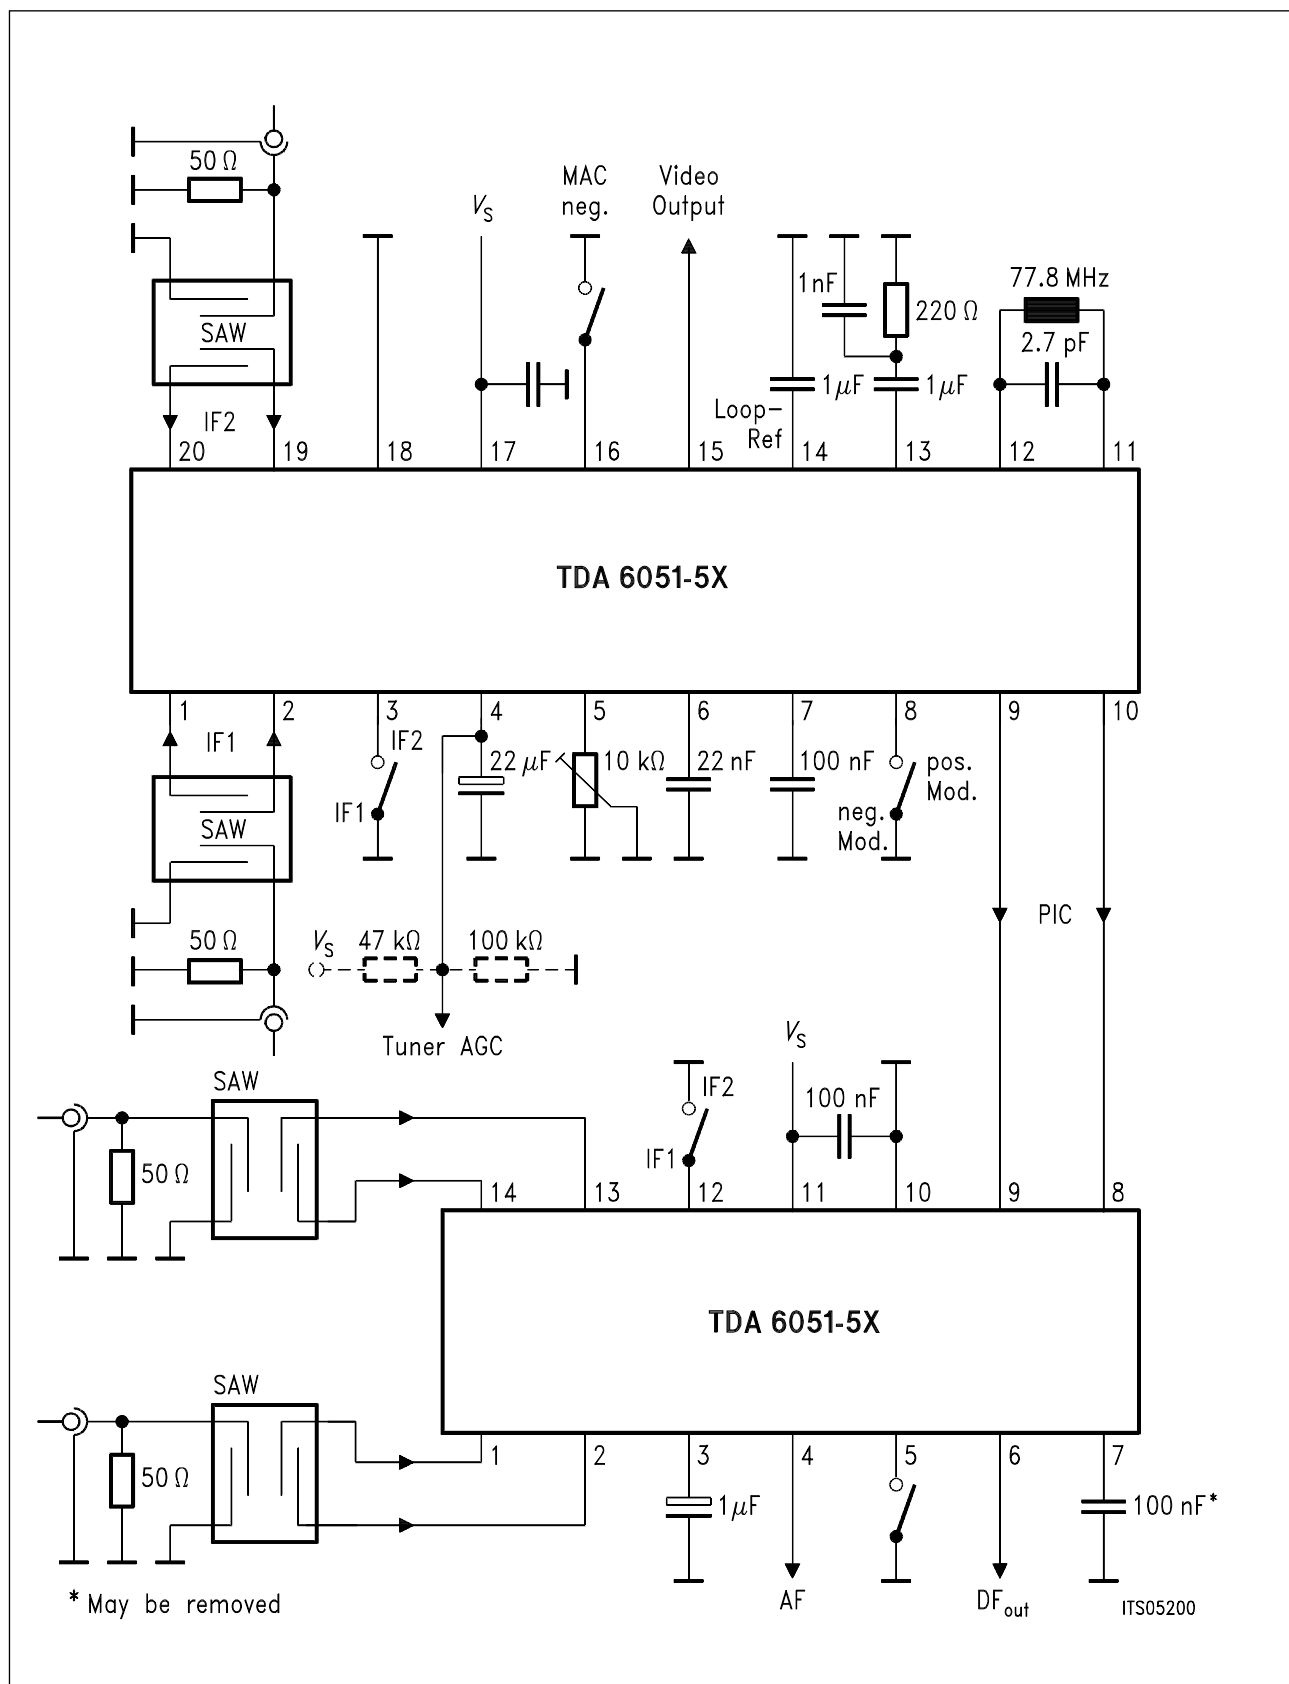 50 Ω
SAW
IF2
V_S
MAC
neg.
Video
Output
1 nF
220 Ω
77.8 MHz
2.7 pF
1 µF
1 µF
Loop-
Ref
20 19 18 17 16 15 14 13 12 11
TDA 6051-5X
1 2 3 4 5 6 7 8 9 10
IF1
SAW
50 Ω
IF2
IF1
22 µF
10 kΩ
22 nF
100 nF
pos.
Mod.
neg.
Mod.
PIC
V_S
47 kΩ
100 kΩ
Tuner AGC
SAW
50 Ω
IF2
IF1
V_S
100 nF
14 13 12 11 10 9 8
TDA 6051-5X
1 2 3 4 5 6 7
SAW
50 Ω
1 µF
100 nF*
AF
DF_out
* May be removed
ITS05200